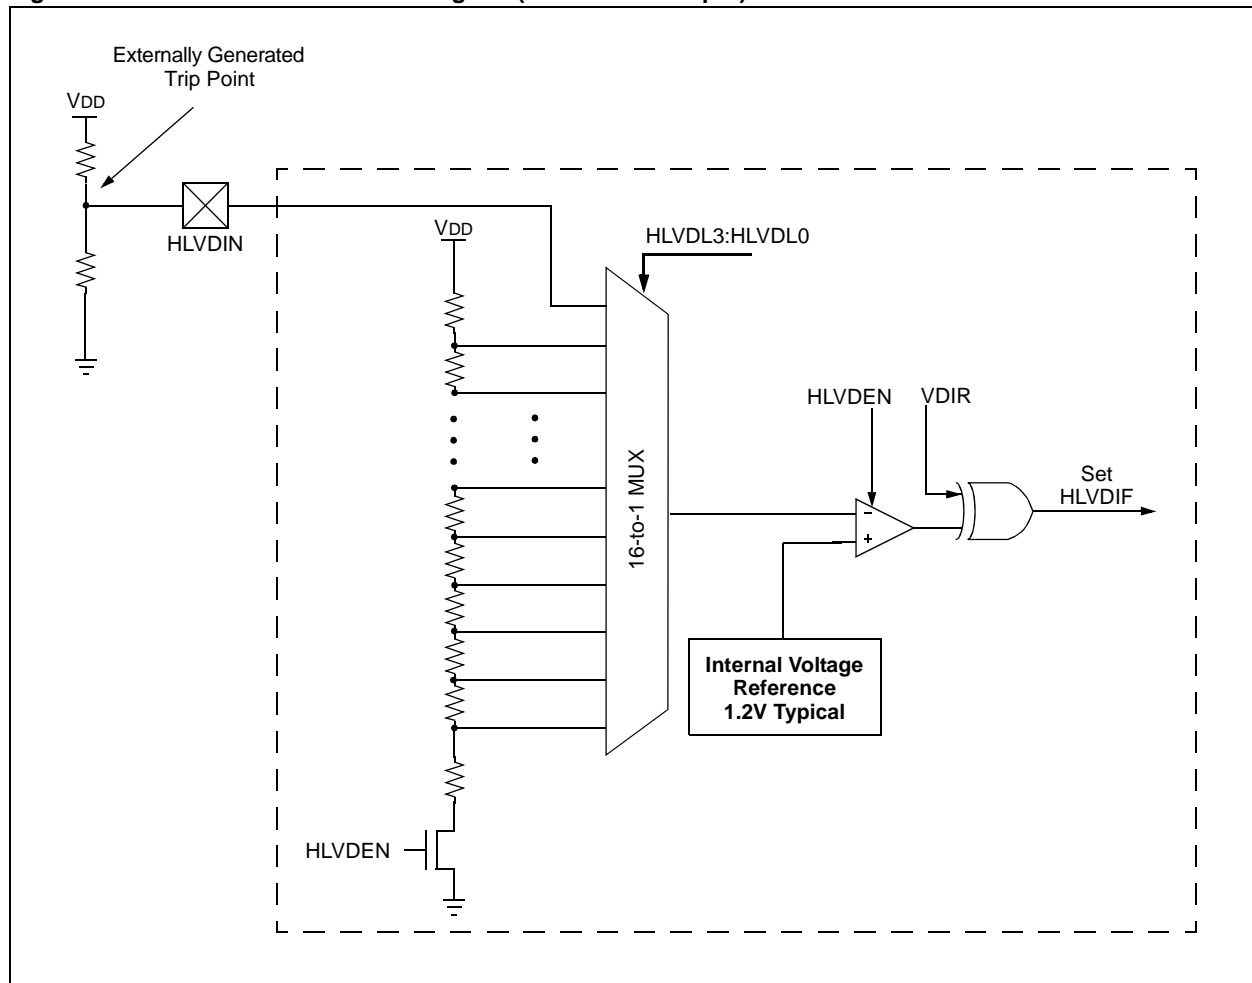 Externally Generated
Trip Point
VDD
HLVDIN
VDD
HLVDL3:HLVDL0
16-to-1 MUX
HLVDEN
VDIR
Set
HLVDIF
-
+
Internal Voltage
Reference
1.2V Typical
HLVDEN